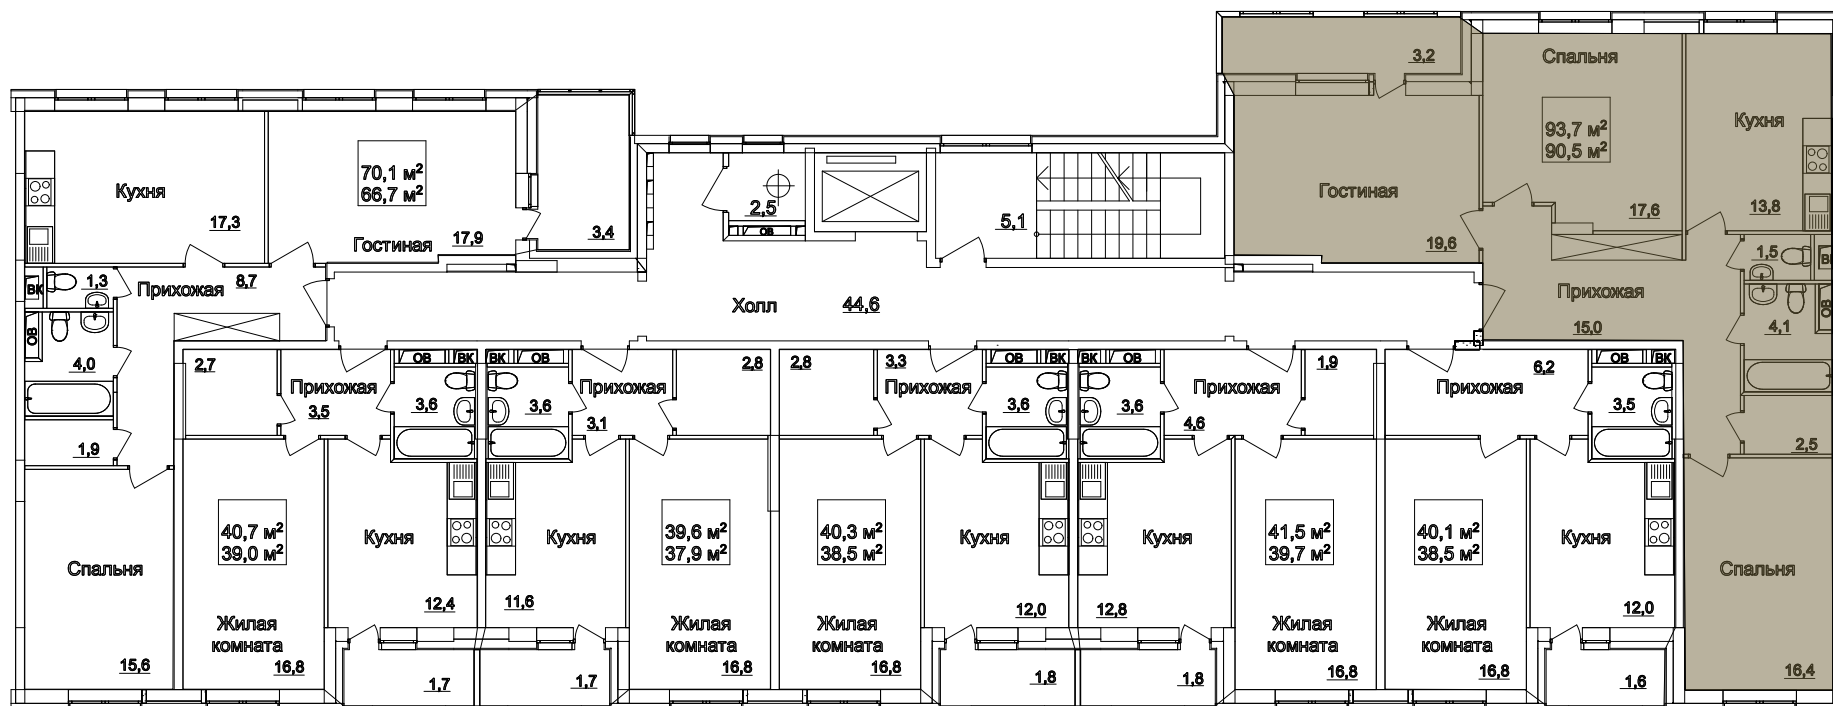 3,2
Спальня
93,7 м²
90,5 м²
Кухня
Гостиная
17,6
13,8
19,6
1,5
ВК
Прихожая
15,0
4,1
ОВ
2,5
Спальня
16,4
70,1 м²
66,7 м²
Кухня
17,3
Гостиная
17,9
3,4
2,5
ОВ
5,1
ВК
1,3
Прихожая
8,7
Холл
44,6
ОВ
4,0
1,9
Спальня
15,6
2,7
Прихожая
3,5
ОВ
ВК
3,6
40,7 м²
39,0 м²
Кухня
12,4
Жилая
комната
16,8
1,7
ВК
ОВ
3,6
Прихожая
3,1
2,8
39,6 м²
37,9 м²
Кухня
11,6
Жилая
комната
16,8
1,7
2,8
3,3
Прихожая
ОВ
ВК
3,6
40,3 м²
38,5 м²
Кухня
12,0
Жилая
комната
16,8
1,8
ВК
ОВ
3,6
Прихожая
4,6
1,9
41,5 м²
39,7 м²
Кухня
12,8
Жилая
комната
16,8
1,8
6,2
Прихожая
ОВ
ВК
3,5
40,1 м²
38,5 м²
Кухня
12,0
Жилая
комната
16,8
1,6